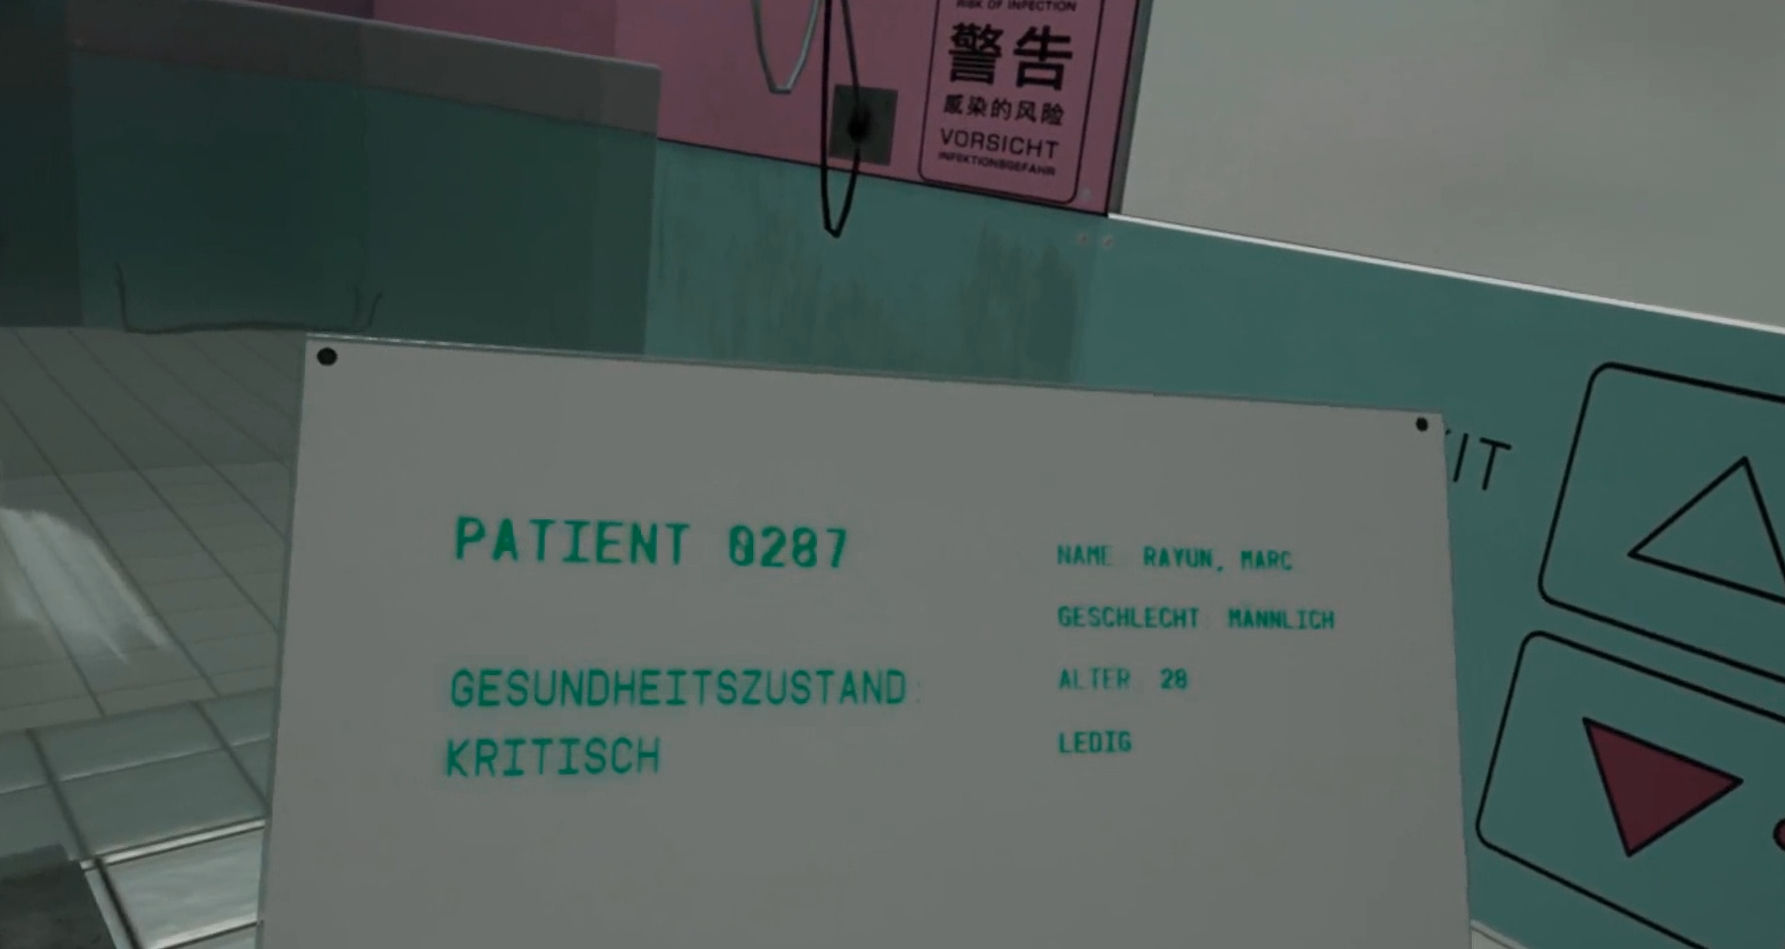 RISK OF INFECTION
警告
感染的风险
VORSICHT
INFEKTIONSGEFAHR
IT
PATIENT 0287
GESUNDHEITSZUSTAND:
KRITISCH
NAME: RAYUN, MARC
GESCHLECHT: MÄNNLICH
ALTER: 28
LEDIG